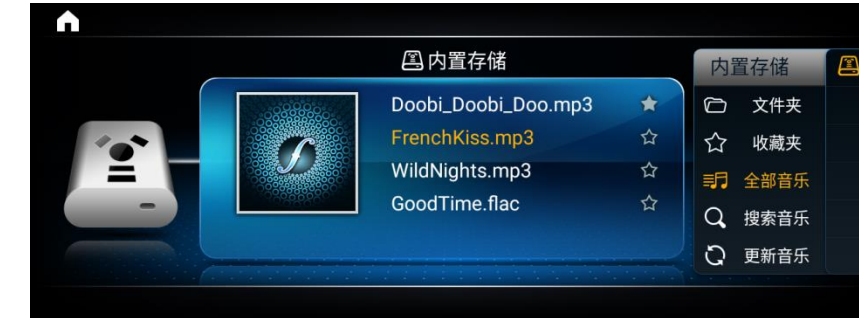 内置存储
Doobi_Doobi_Doo.mp3
FrenchKiss.mp3
WildNights.mp3
GoodTime.flac
内置存储
文件夹
收藏夹
全部音乐
搜索音乐
更新音乐